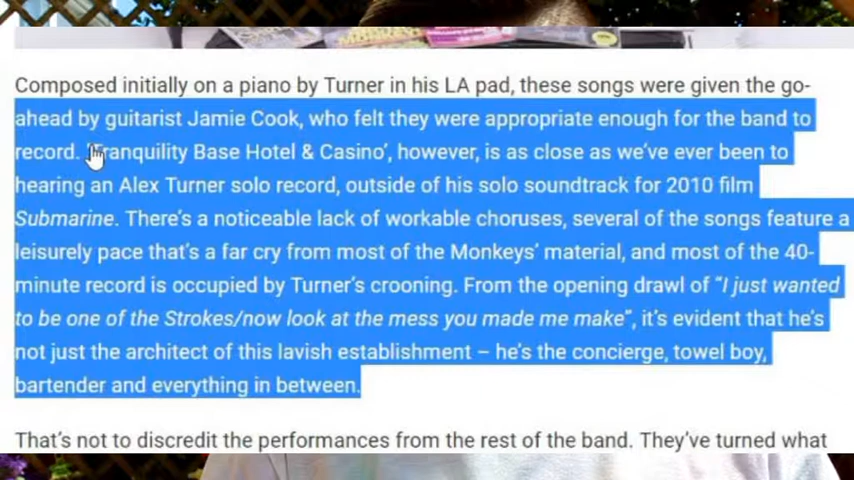 Composed initially on a piano by Turner in his LA pad, these songs were given the go-
ahead by guitarist Jamie Cook, who felt they were appropriate enough for the band to
record. ‘Tranquility Base Hotel & Casino’, however, is as close as we’ve ever been to
hearing an Alex Turner solo record, outside of his solo soundtrack for 2010 film
Submarine. There’s a noticeable lack of workable choruses, several of the songs feature a
leisurely pace that’s a far cry from most of the Monkeys’ material, and most of the 40-
minute record is occupied by Turner’s crooning. From the opening drawl of “I just wanted
to be one of the Strokes/now look at the mess you made me make”, it’s evident that he’s
not just the architect of this lavish establishment – he’s the concierge, towel boy,
bartender and everything in between.
That’s not to discredit the performances from the rest of the band. They’ve turned what